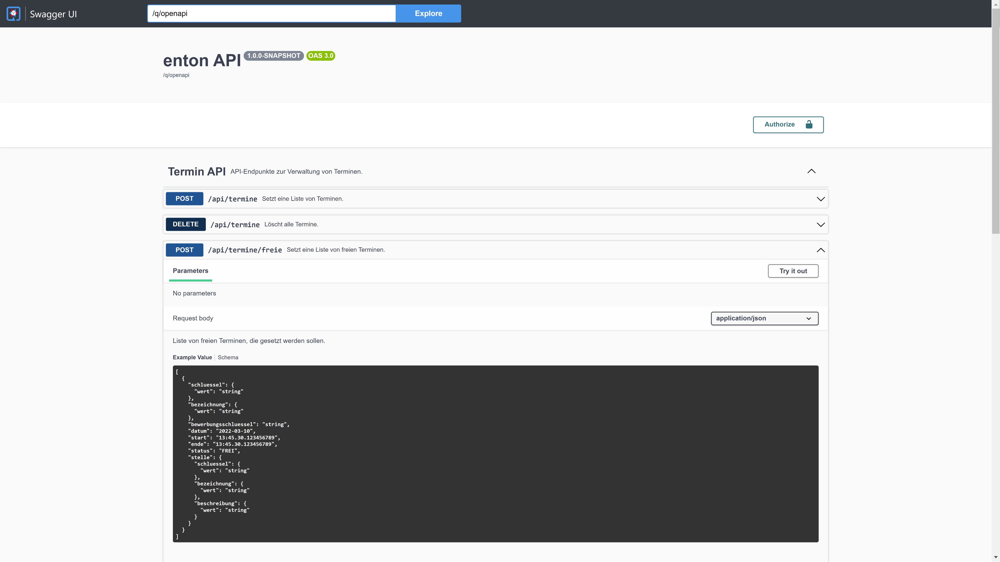 Swagger UI
/q/openapi
Explore
enton API 1.0.0-SNAPSHOT OAS 3.0
/q/openapi
Authorize
Termin API API-Endpunkte zur Verwaltung von Terminen.
POST /api/termine Setzt eine Liste von Terminen.
DELETE /api/termine Löscht alle Termine.
POST /api/termine/freie Setzt eine Liste von freien Terminen.
Parameters
Try it out
No parameters
Request body
application/json
Liste von freien Terminen, die gesetzt werden sollen.
Example Value Schema
[
  {
    "schluessel": {
      "wert": "string"
    },
    "bezeichnung": {
      "wert": "string"
    },
    "bewerbungsschluessel": "string",
    "datum": "2022-03-10",
    "start": "13:45.30.123456789",
    "ende": "13:45.30.123456789",
    "status": "FREI",
    "stelle": {
      "schluessel": {
        "wert": "string"
      },
      "bezeichnung": {
        "wert": "string"
      },
      "beschreibung": {
        "wert": "string"
      }
    }
  }
]